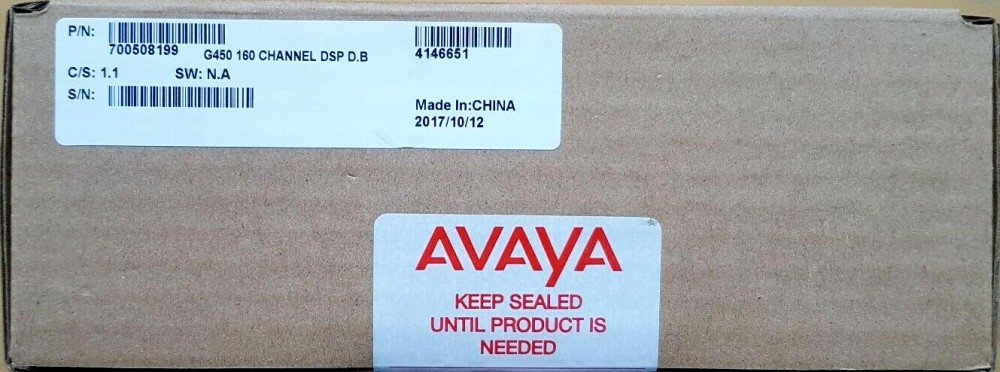 P/N:
700508199 G450 160 CHANNEL DSP D.B 4146651
C/S: 1.1 SW: N.A
S/N:
Made In:CHINA
2017/10/12
AVAYA
KEEP SEALED
UNTIL PRODUCT IS
NEEDED